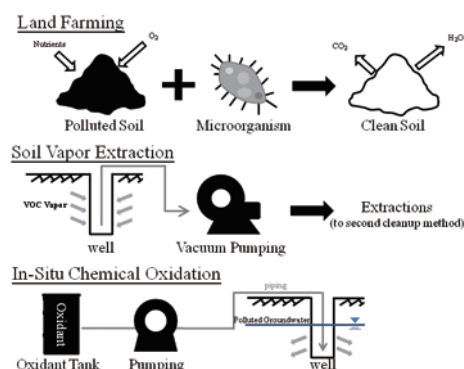 Land Farming
Nutrients
O2
CO2
H2O
Polluted Soil
Microorganism
Clean Soil
Soil Vapor Extraction
VOC Vapor
Extractions
(to second cleanup method)
well
Vacuum Pumping
In-Situ Chemical Oxidation
piping
Oxidant
Polluted Groundwater
Oxidant Tank
Pumping
well